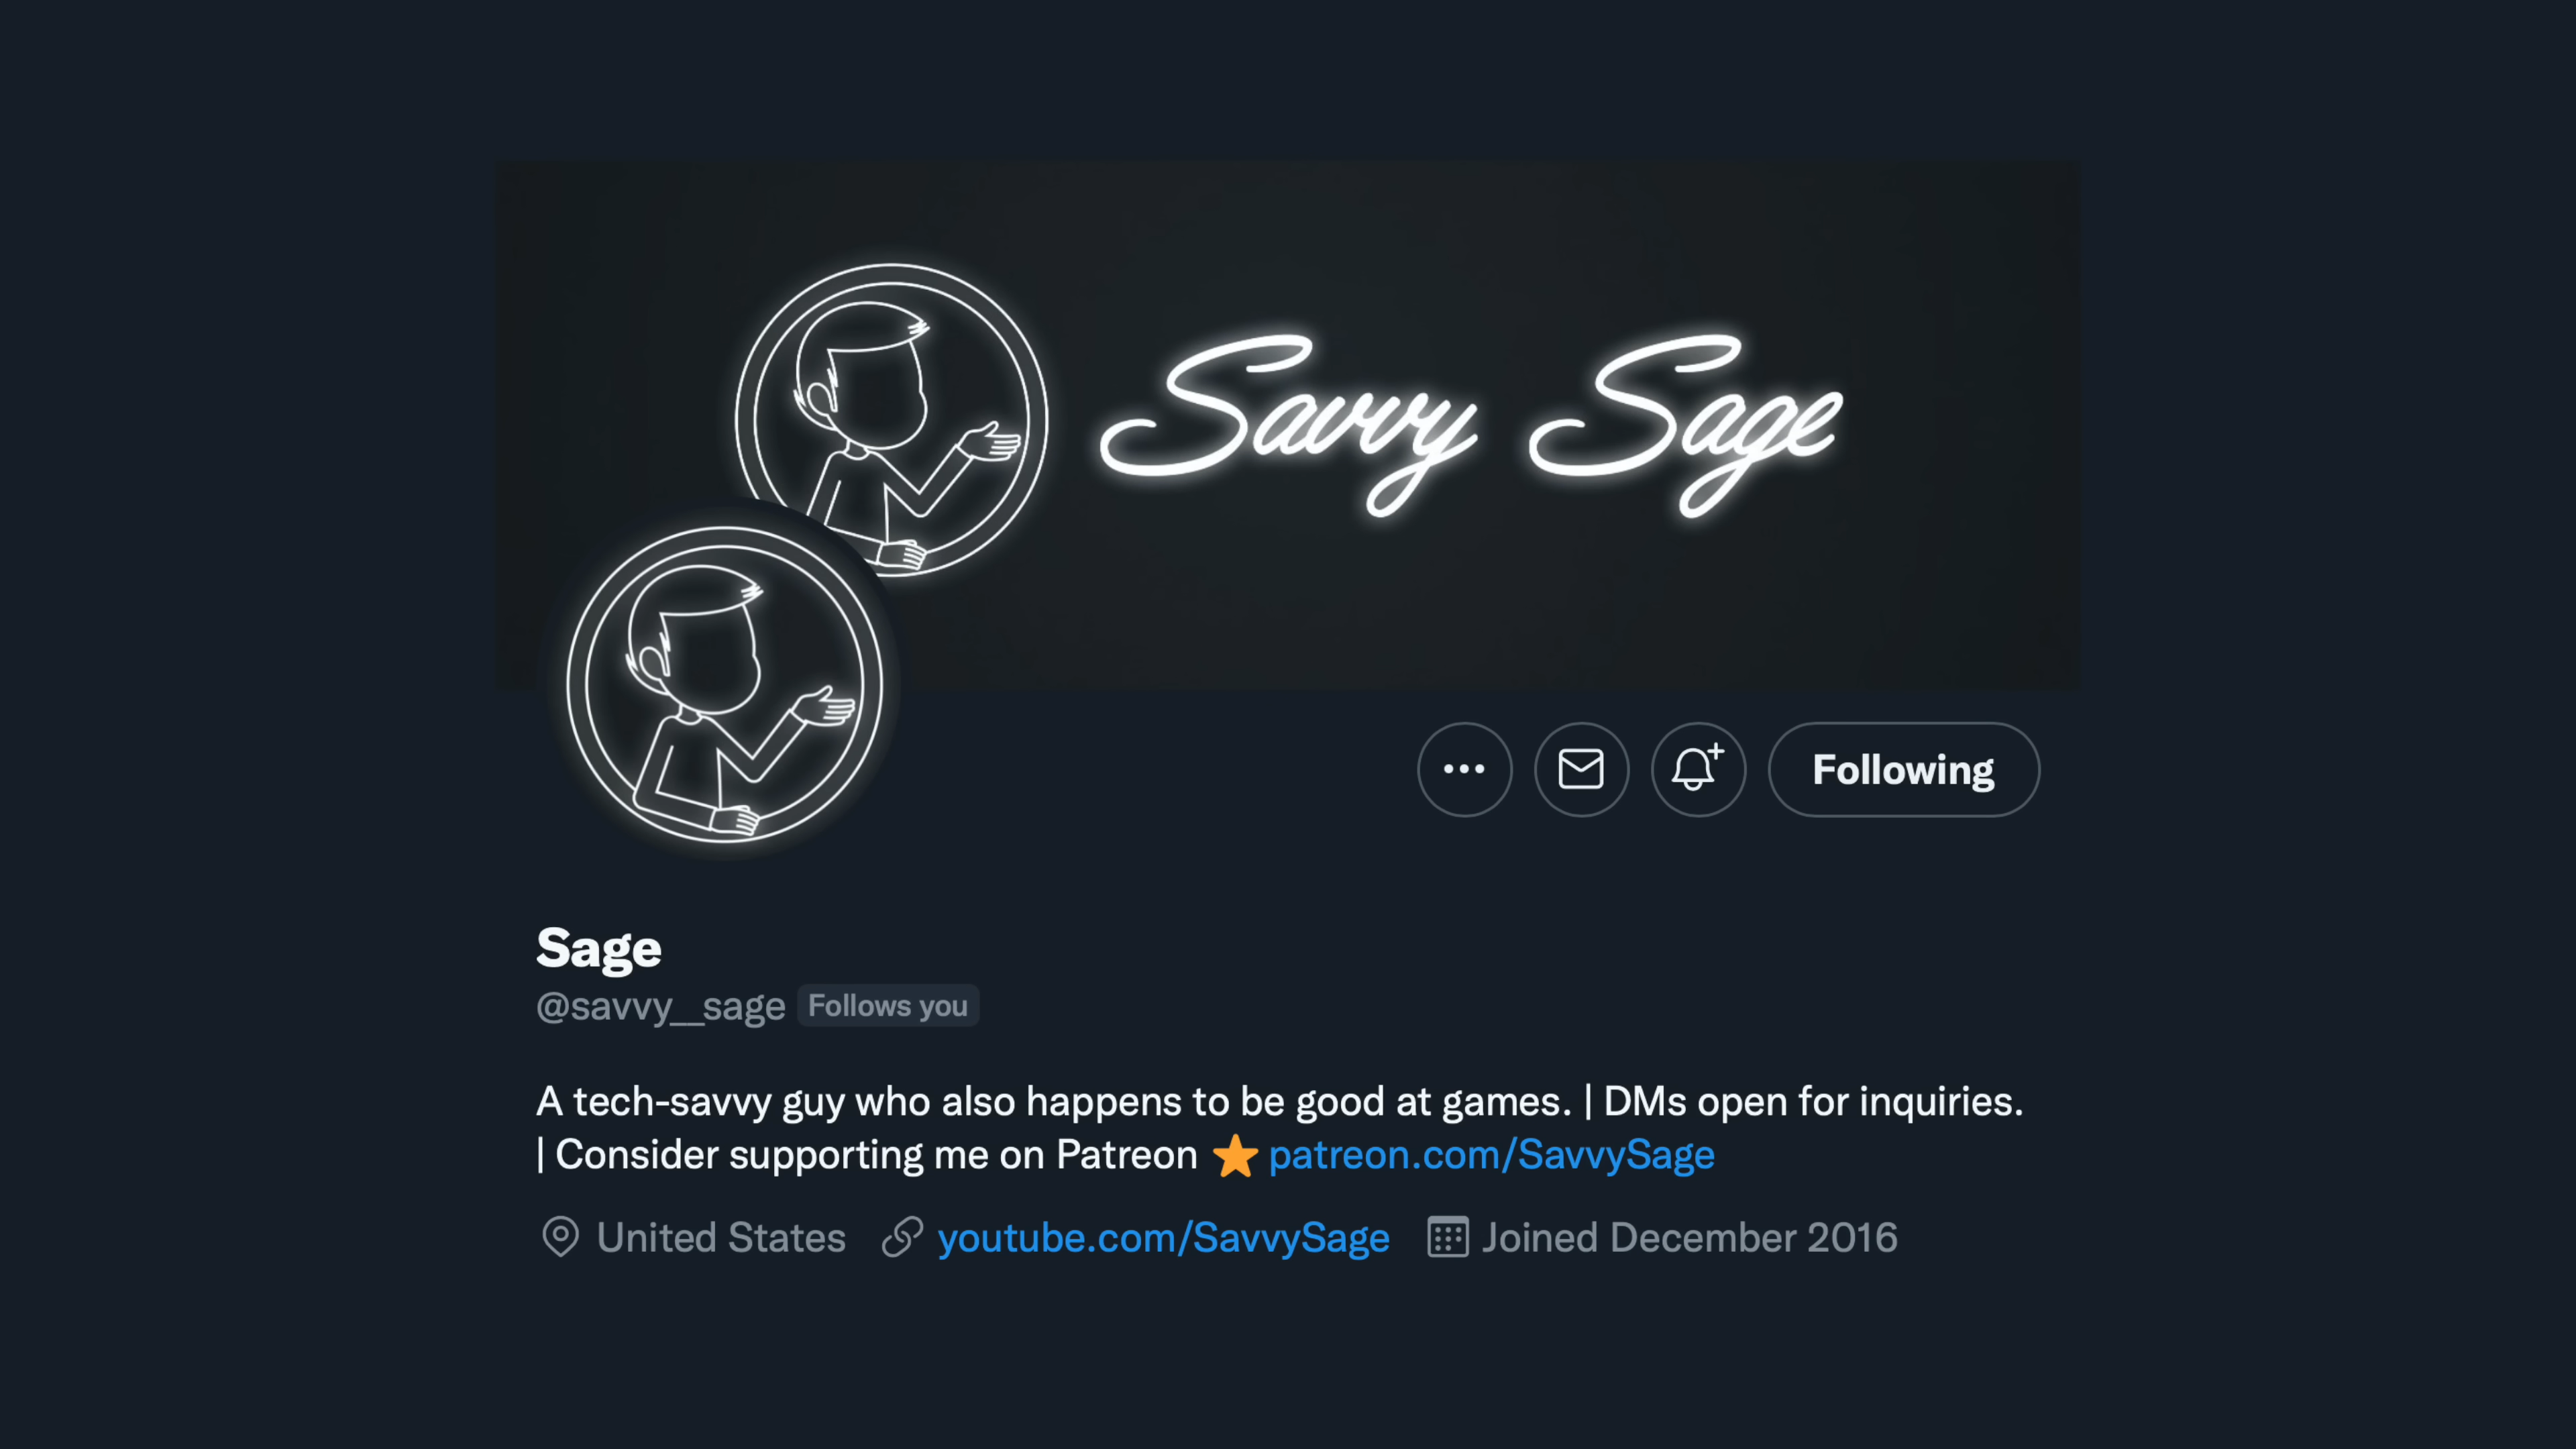 Savvy Sage
Following
Sage
@savvy__sage Follows you
A tech-savvy guy who also happens to be good at games. | DMs open for inquiries.
| Consider supporting me on Patreon ⭐ patreon.com/SavvySage
United States youtube.com/SavvySage Joined December 2016